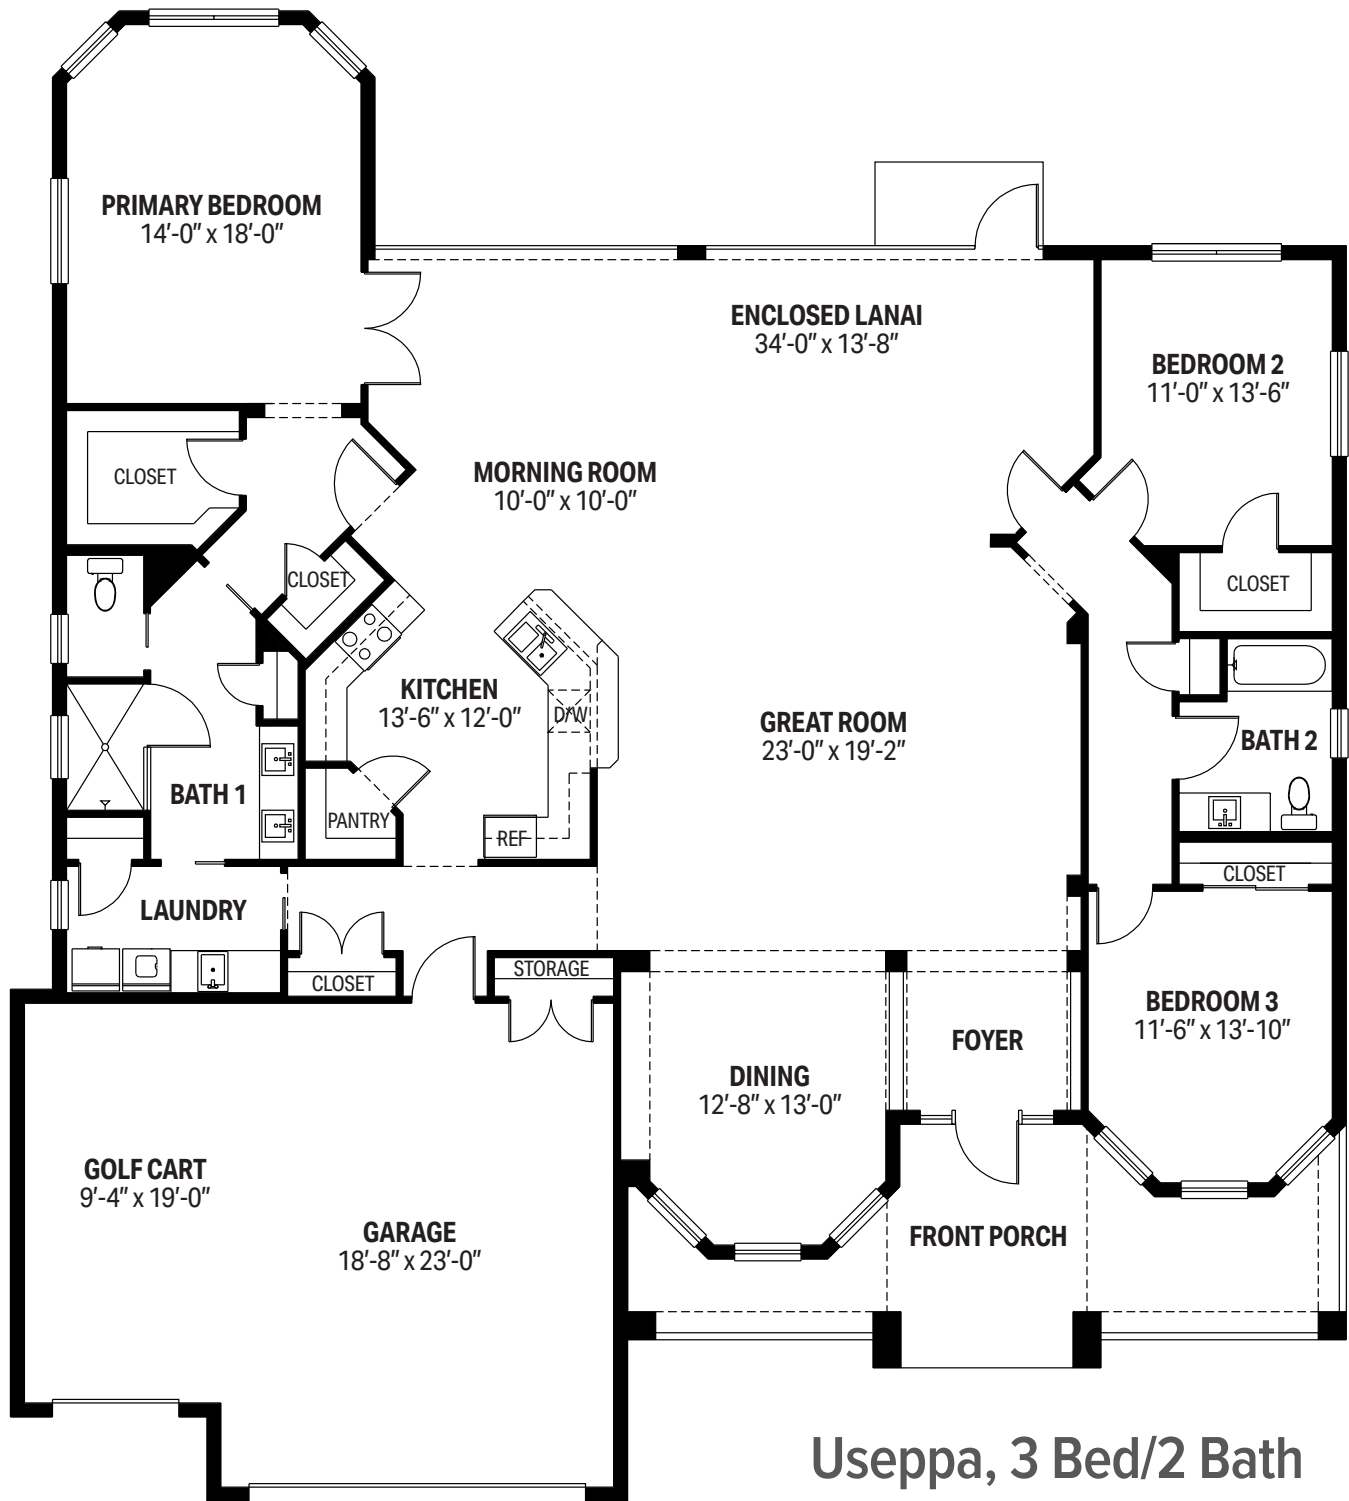 PRIMARY BEDROOM
14′-0″ x 18′-0″
ENCLOSED LANAI
34′-0″ x 13′-8″
BEDROOM 2
11′-0″ x 13′-6″
CLOSET
MORNING ROOM
10′-0″ x 10′-0″
CLOSET
CLOSET
KITCHEN
13′-6″ x 12′-0″
D/W
GREAT ROOM
23′-0″ x 19′-2″
BATH 2
BATH 1
PANTRY
REF
CLOSET
LAUNDRY
CLOSET
STORAGE
BEDROOM 3
11′-6″ x 13′-10″
FOYER
DINING
12′-8″ x 13′-0″
GOLF CART
9′-4″ x 19′-0″
GARAGE
18′-8″ x 23′-0″
FRONT PORCH
Useppa, 3 Bed/2 Bath